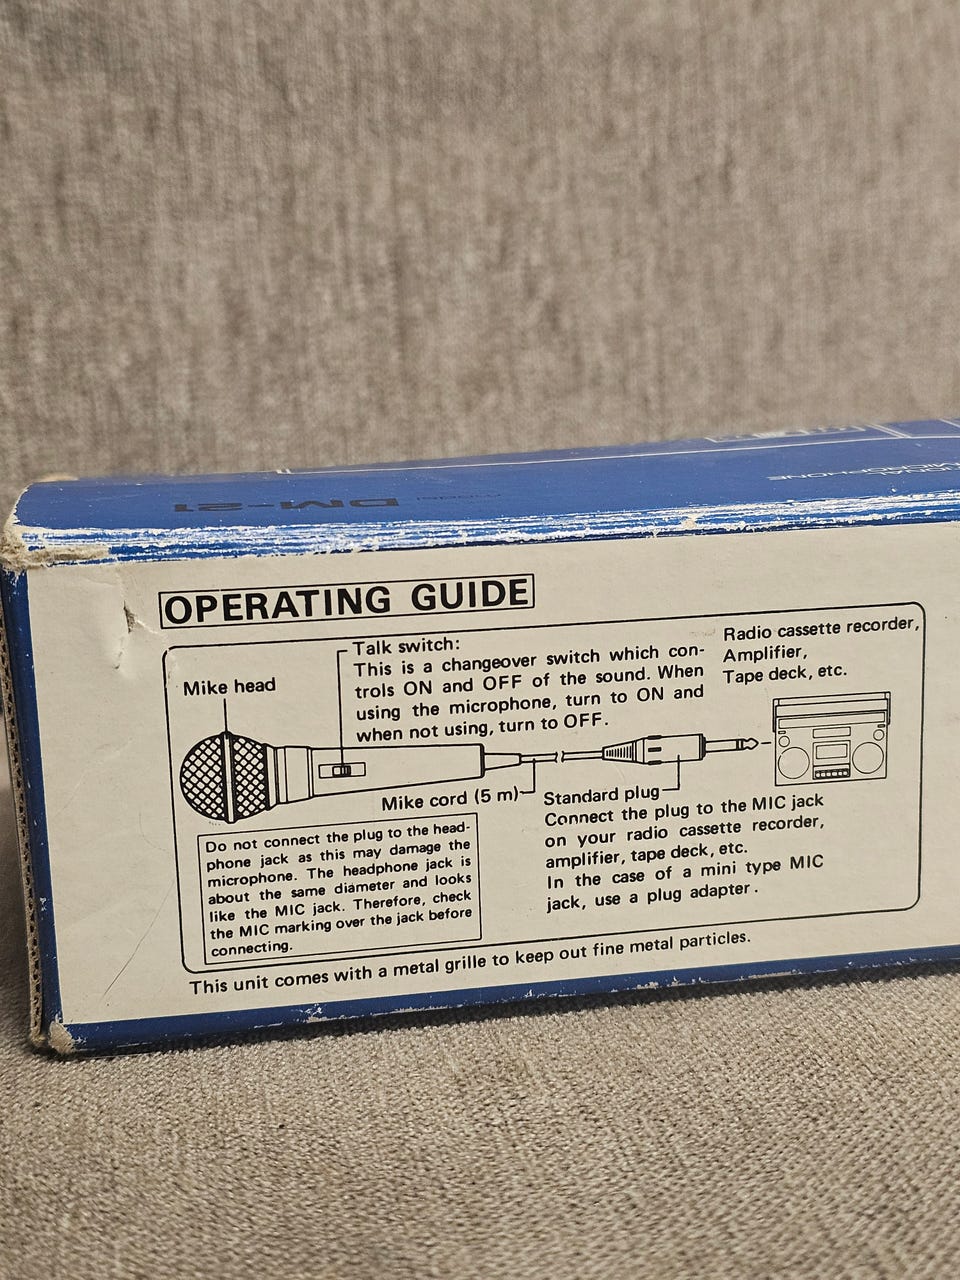 DM-21
model
MICROPHONE
OPERATING GUIDE
Talk switch:
This is a changeover switch which con-
trols ON and OFF of the sound. When
using the microphone, turn to ON and
when not using, turn to OFF.
Radio cassette recorder,
Amplifier,
Tape deck, etc.
Mike head
Mike cord (5 m)
Standard plug
Connect the plug to the MIC jack
on your radio cassette recorder,
amplifier, tape deck, etc.
In the case of a mini type MIC
jack, use a plug adapter.
Do not connect the plug to the head-
phone jack as this may damage the
microphone. The headphone jack is
about the same diameter and looks
like the MIC jack. Therefore, check
the MIC marking over the jack before
connecting.
This unit comes with a metal grille to keep out fine metal particles.